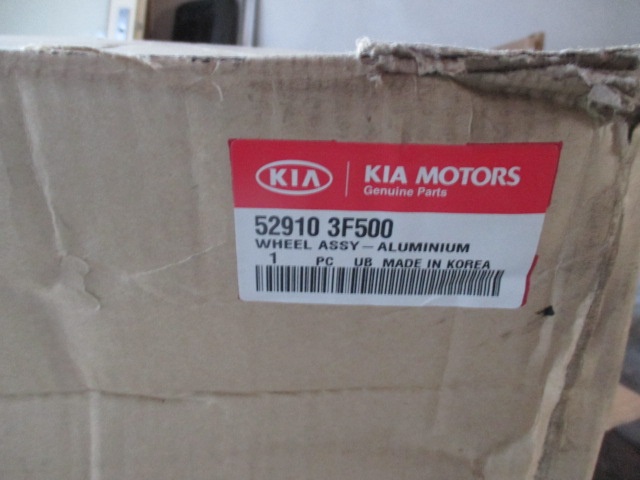 KIA
KIA MOTORS
Genuine Parts
52910 3F500
WHEEL ASSY-ALUMINIUM
1 PC UB MADE IN KOREA